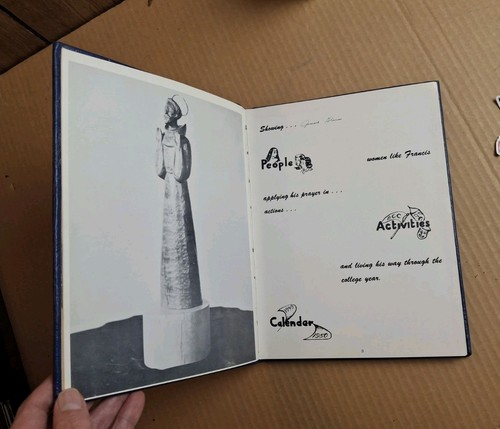 Showing . . .
People
women like Francis
applying his prayer in . . .
actions . . .
Activities
and living his way through the
college year.
Calendar
1950